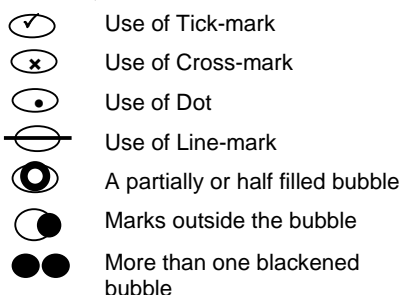 Use of Tick-mark
Use of Cross-mark
Use of Dot
Use of Line-mark
A partially or half filled bubble
Marks outside the bubble
More than one blackened
bubble